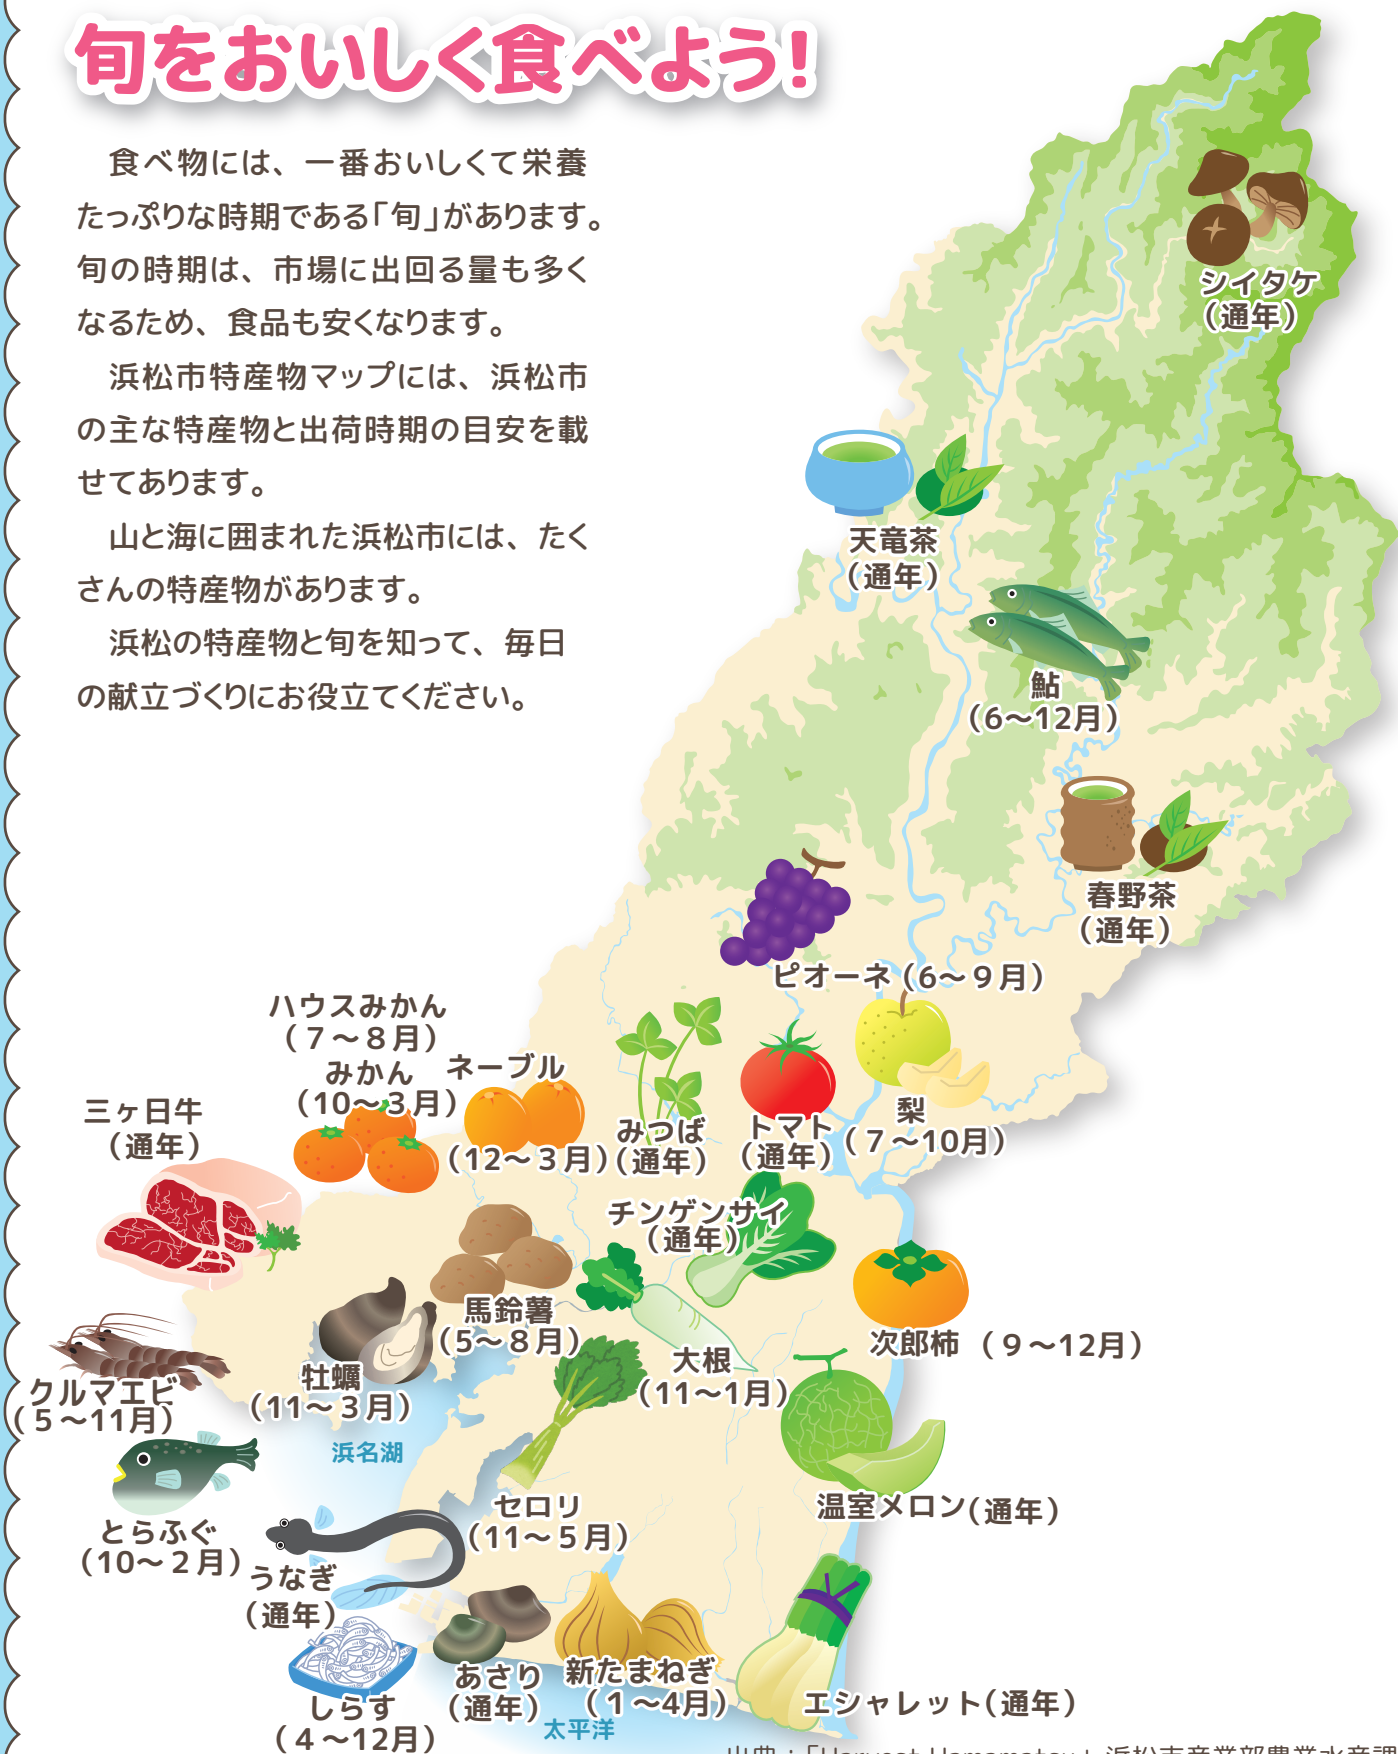 旬をおいしく食べよう!
食べ物には、一番おいしくて栄養
たっぷりな時期である「旬」があります。
旬の時期は、市場に出回る量も多く
なるため、食品も安くなります。
浜松市特産物マップには、浜松市
の主な特産物と出荷時期の目安を載
せてあります。
山と海に囲まれた浜松市には、たく
さんの特産物があります。
浜松の特産物と旬を知って、毎日
の献立づくりにお役立てください。
シイタケ
(通年)
天竜茶
(通年)
鮎
(6〜12月)
春野茶
(通年)
ピオーネ(6〜9月)
ハウスみかん
(7〜8月)
みかん
(10〜3月)
ネーブル
(12〜3月)
みつば
(通年)
トマト
(通年)
梨
(7〜10月)
三ヶ日牛
(通年)
チンゲンサイ
(通年)
馬鈴薯
(5〜8月)
次郎柿 (9〜12月)
大根
(11〜1月)
牡蠣
(11〜3月)
クルマエビ
(5〜11月)
浜名湖
セロリ
(11〜5月)
温室メロン(通年)
とらふぐ
(10〜2月)
うなぎ
(通年)
あさり
(通年)
新たまねぎ
(1〜4月)
エシャレット(通年)
しらす
(4〜12月)
太平洋
出典:「Harvest Hamamatsu」浜松市産業部農業水産課